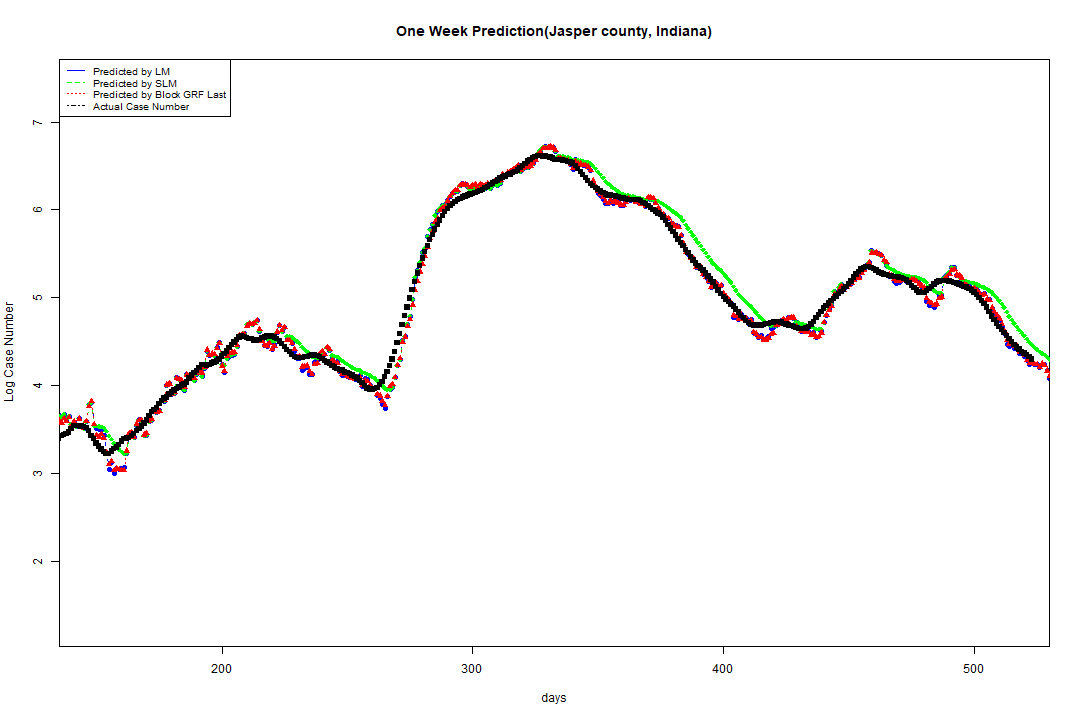 One Week Prediction(Jasper county, Indiana)
Predicted by LM
Predicted by SLM
Predicted by Block GRF Last
Actual Case Number
7
6
5
4
3
2
Log Case Number
200 300 400 500
days